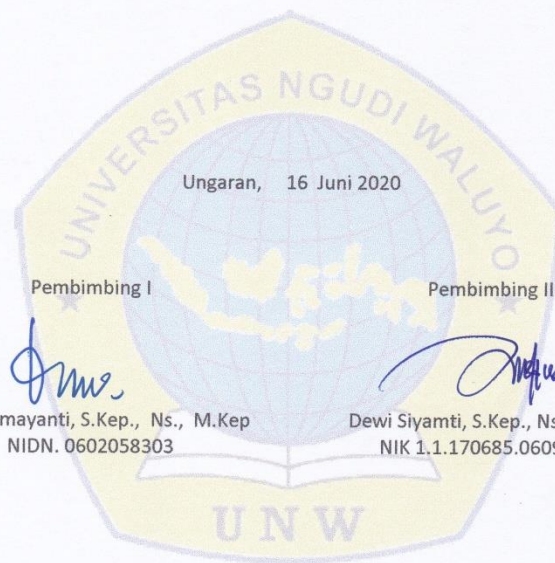 UNIVERSITAS NGUDI WALUYO
Ungaran, 16 Juni 2020
Pembimbing I
Pembimbing II
mayanti, S.Kep., Ns., M.Kep
Dewi Siyamti, S.Kep., Ns
NIDN. 0602058303
NIK 1.1.170685.0609
UNW